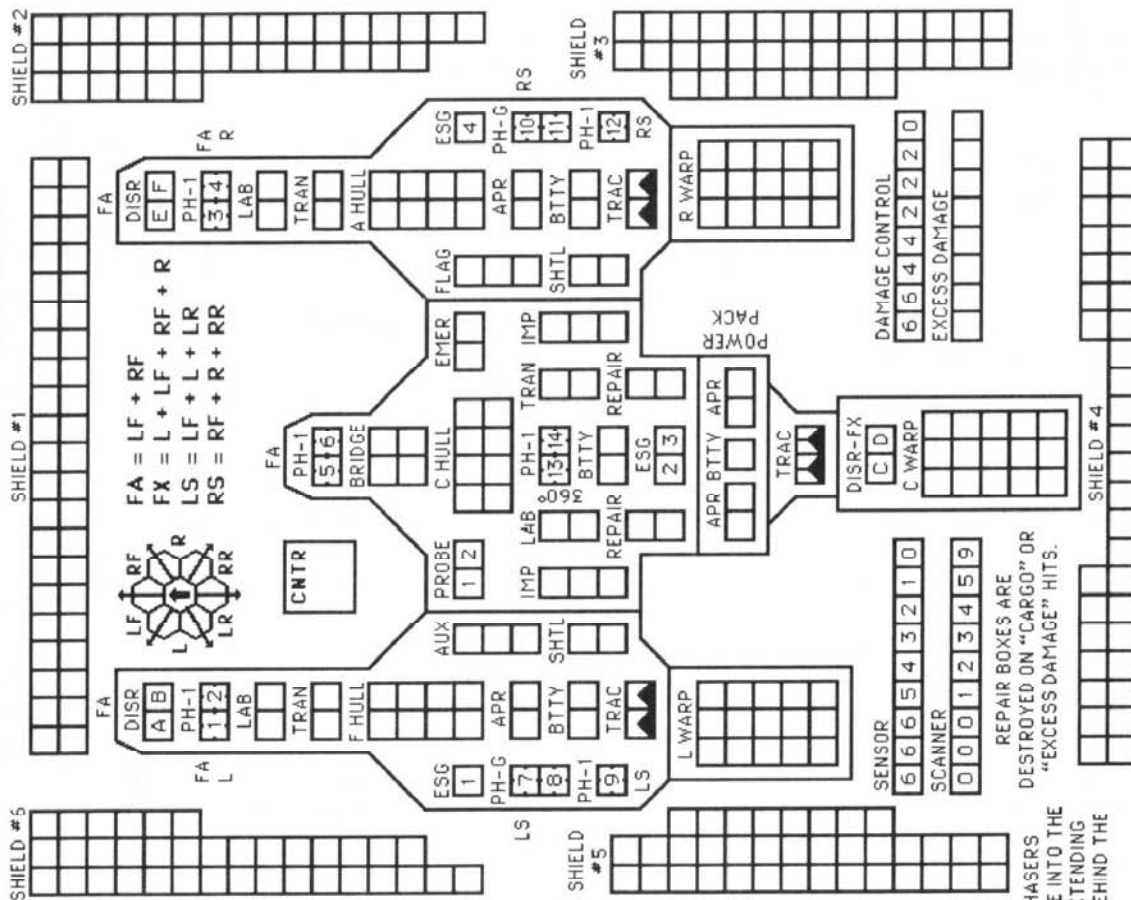 SHIELD #6
SHIELD #1
SHIELD #2
LF RF
L R
LR RR
FA = LF + RF
FX = L + LF + RF + R
LS = LF + L + LR
RS = RF + R + RR
CNTR
FA
DISR
A B
PH-1
1 2
FA
L
LAB
TRAN
F HULL
APR
BTTY
TRAC
ESG
1
PH-G
7
8
PH-1
9
LS
LS
L WARP
AUX
SHTL
PROBE
1 2
IMP
LAB
REPAIR
FA
PH-1
5 6
BRIDGE
C HULL
PH-1
13 14
360°
BTTY
ESG
2 3
EMER
IMP
TRAN
REPAIR
APR BTTY APR
POWER
PACK
TRAC
DISR-FX
C D
C WARP
FLAG
SHTL
FA
DISR
E F
PH-1
3 4
FA
R
LAB
TRAN
A HULL
APR
BTTY
TRAC
ESG
4
PH-G
10
11
PH-1
12
RS
RS
R WARP
SHIELD
#5
SHIELD
#3
SENSOR
6 6 6 5 4 3 2 1 0
SCANNER
0 0 0 1 2 3 4 5 9
REPAIR BOXES ARE
DESTROYED ON "CARGO" OR
"EXCESS DAMAGE" HITS.
DAMAGE CONTROL
6 6 4 4 2 2 2 0
EXCESS DAMAGE
SHIELD #4
HASERS
E INTO THE
XTENDING
EHIND THE